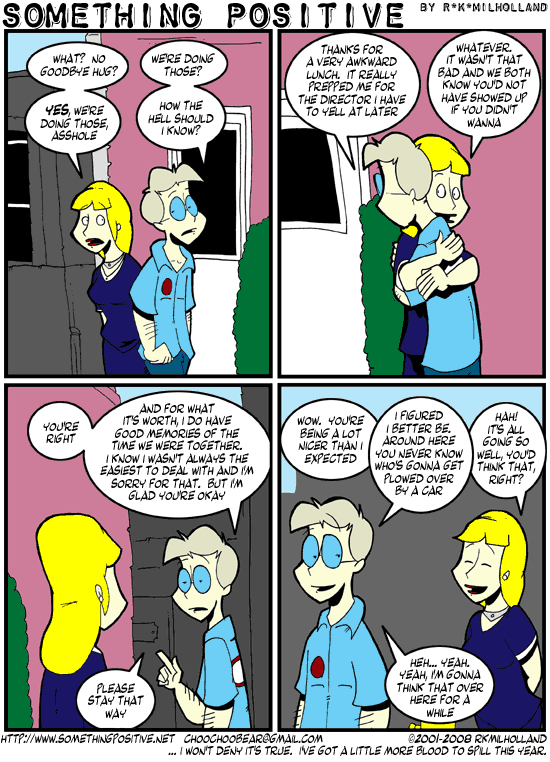 SOMETHING POSITIVE
BY R*K*MILHOLLAND
WHAT? NO
GOODBYE HUG?
WE'RE DOING
THOSE?
YES, WE'RE
DOING THOSE,
ASSHOLE
HOW THE
HELL SHOULD
I KNOW?
THANKS FOR
A VERY AWKWARD
LUNCH. IT REALLY
PREPPED ME FOR
THE DIRECTOR I HAVE
TO YELL AT LATER
WHATEVER.
IT WASN'T THAT
BAD AND WE BOTH
KNOW YOU'D NOT
HAVE SHOWED UP
IF YOU DIDN'T
WANNA
YOU'RE
RIGHT
AND FOR WHAT
IT'S WORTH, I DO HAVE
GOOD MEMORIES OF THE
TIME WE WERE TOGETHER.
I KNOW I WASN'T ALWAYS THE
EASIEST TO DEAL WITH AND I'M
SORRY FOR THAT. BUT I'M
GLAD YOU'RE OKAY
PLEASE
STAY THAT
WAY
WOW. YOU'RE
BEING A LOT
NICER THAN I
EXPECTED
I FIGURED
I BETTER BE.
AROUND HERE
YOU NEVER KNOW
WHO'S GONNA GET
PLOWED OVER
BY A CAR
HAH!
IT'S ALL
GOING SO
WELL, YOU'D
THINK THAT,
RIGHT?
HEH... YEAH.
YEAH, I'M GONNA
THINK THAT OVER
HERE FOR A
WHILE
HTTP://WWW.SOMETHINGPOSITIVE.NET CHOOCHOOBEAR@GMAIL.COM ©2001-2008 RKMILHOLLAND
... I WON'T DENY IT'S TRUE. I'VE GOT A LITTLE MORE BLOOD TO SPILL THIS YEAR.